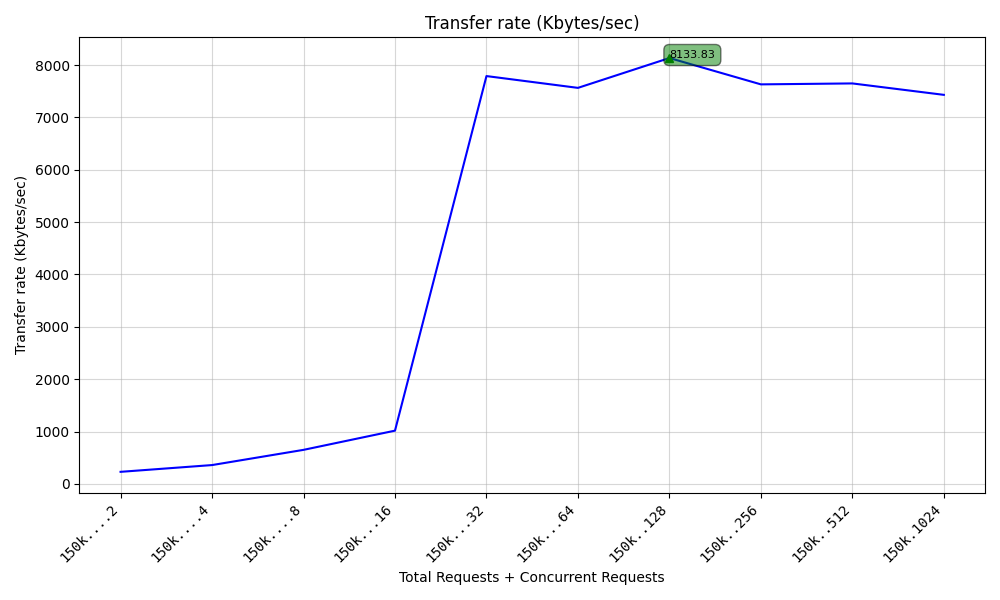 Transfer rate (Kbytes/sec)
8133.83
8000
7000
6000
5000
4000
3000
2000
1000
0
Transfer rate (Kbytes/sec)
150k....2
150k....4
150k....8
150k...16
150k...32
150k...64
150k..128
150k..256
150k..512
150k.1024
Total Requests + Concurrent Requests